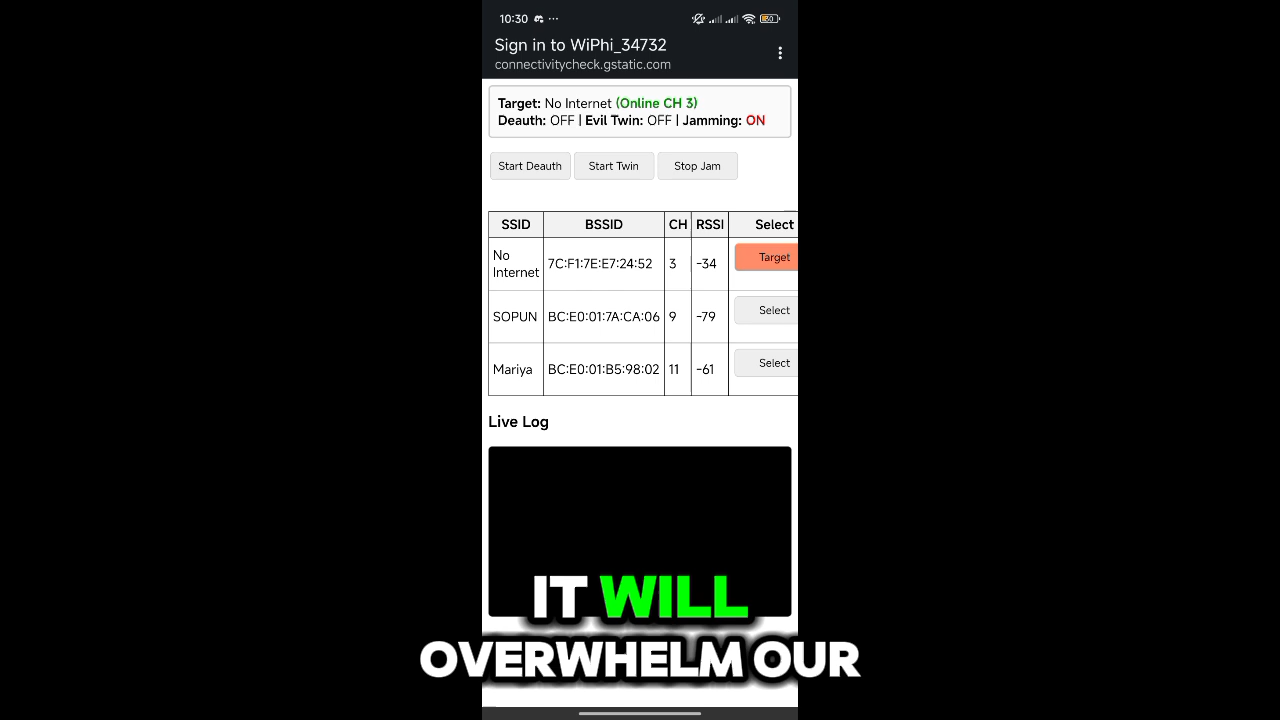 10:30
Sign in to WiPhi_34732
connectivitycheck.gstatic.com
Target: No Internet (Online CH 3)
Deauth: OFF | Evil Twin: OFF | Jamming: ON
Start Deauth Start Twin Stop Jam
SSID BSSID CH RSSI Select
No Internet 7C:F1:7E:E7:24:52 3 -34 Target
SOPUN BC:E0:01:7A:CA:06 9 -79 Select
Mariya BC:E0:01:B5:98:02 11 -61 Select
Live Log
IT WILL
OVERWHELM OUR